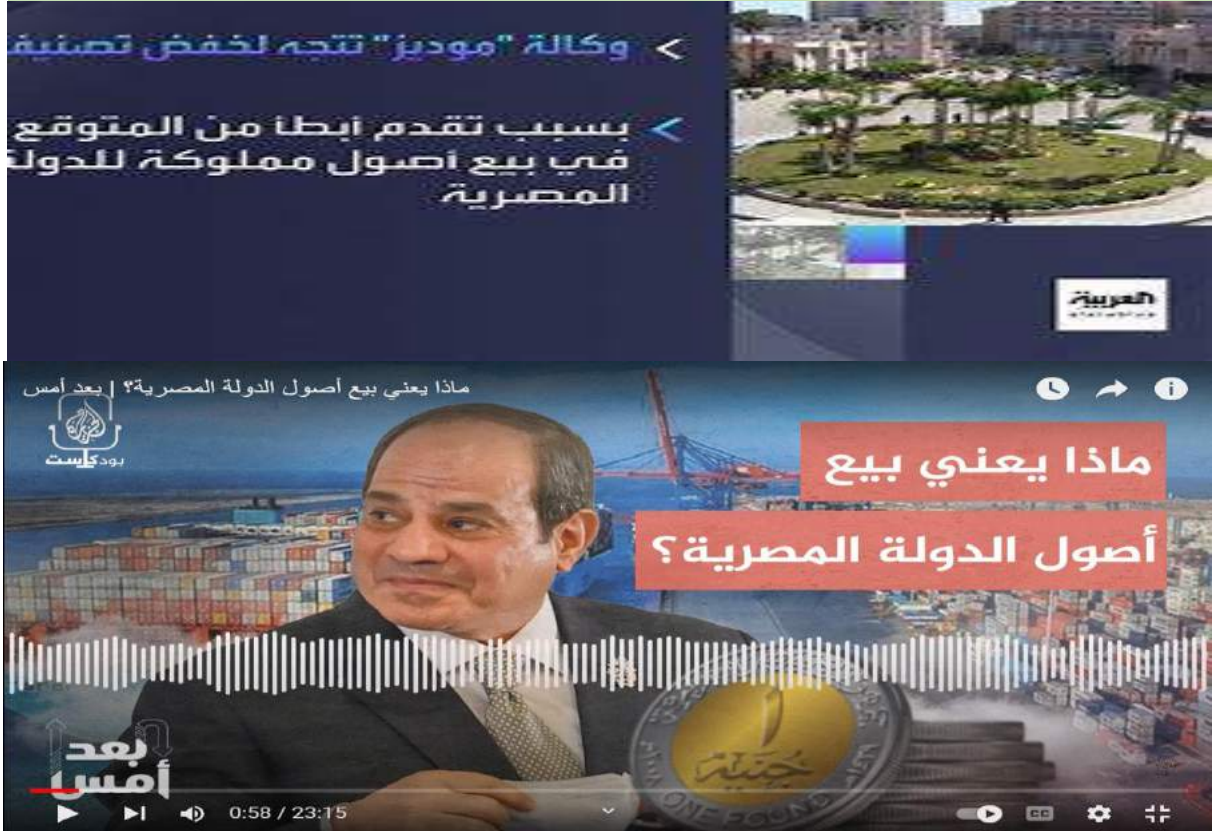 وكالة "موديز" تتجه لخفض تصنيف
بسبب تقدم أبطأ من المتوقع
في بيع أصول مملوكة للدولة
المصرية
العربية
ماذا يعني بيع أصول الدولة المصرية؟ | بعد أمس
بودكاست
ماذا يعني بيع
أصول الدولة المصرية؟
١
جنيه
ONE POUND
بعد
أمس
0:58 / 23:15
CC